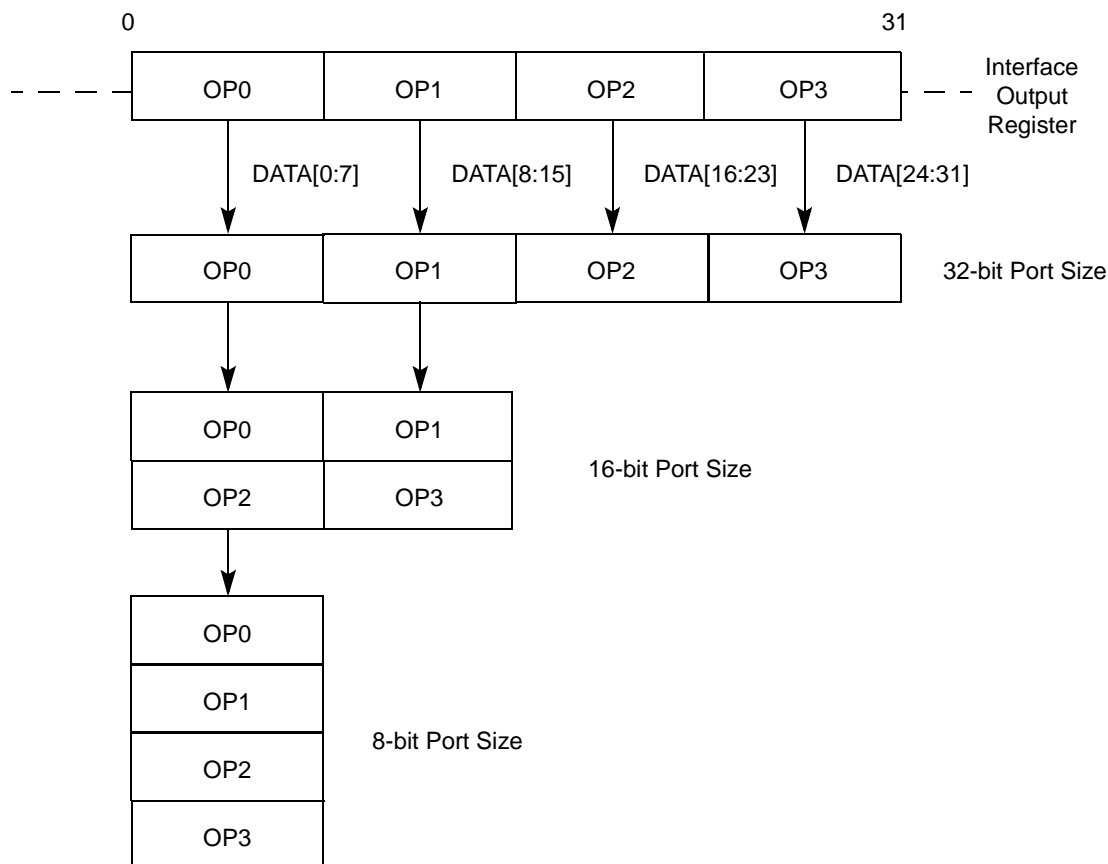 0 31
OP0 OP1 OP2 OP3
Interface
Output
Register
DATA[0:7] DATA[8:15] DATA[16:23] DATA[24:31]
OP0 OP1 OP2 OP3 32-bit Port Size
OP0 OP1
16-bit Port Size
OP2 OP3
OP0
OP1
8-bit Port Size
OP2
OP3